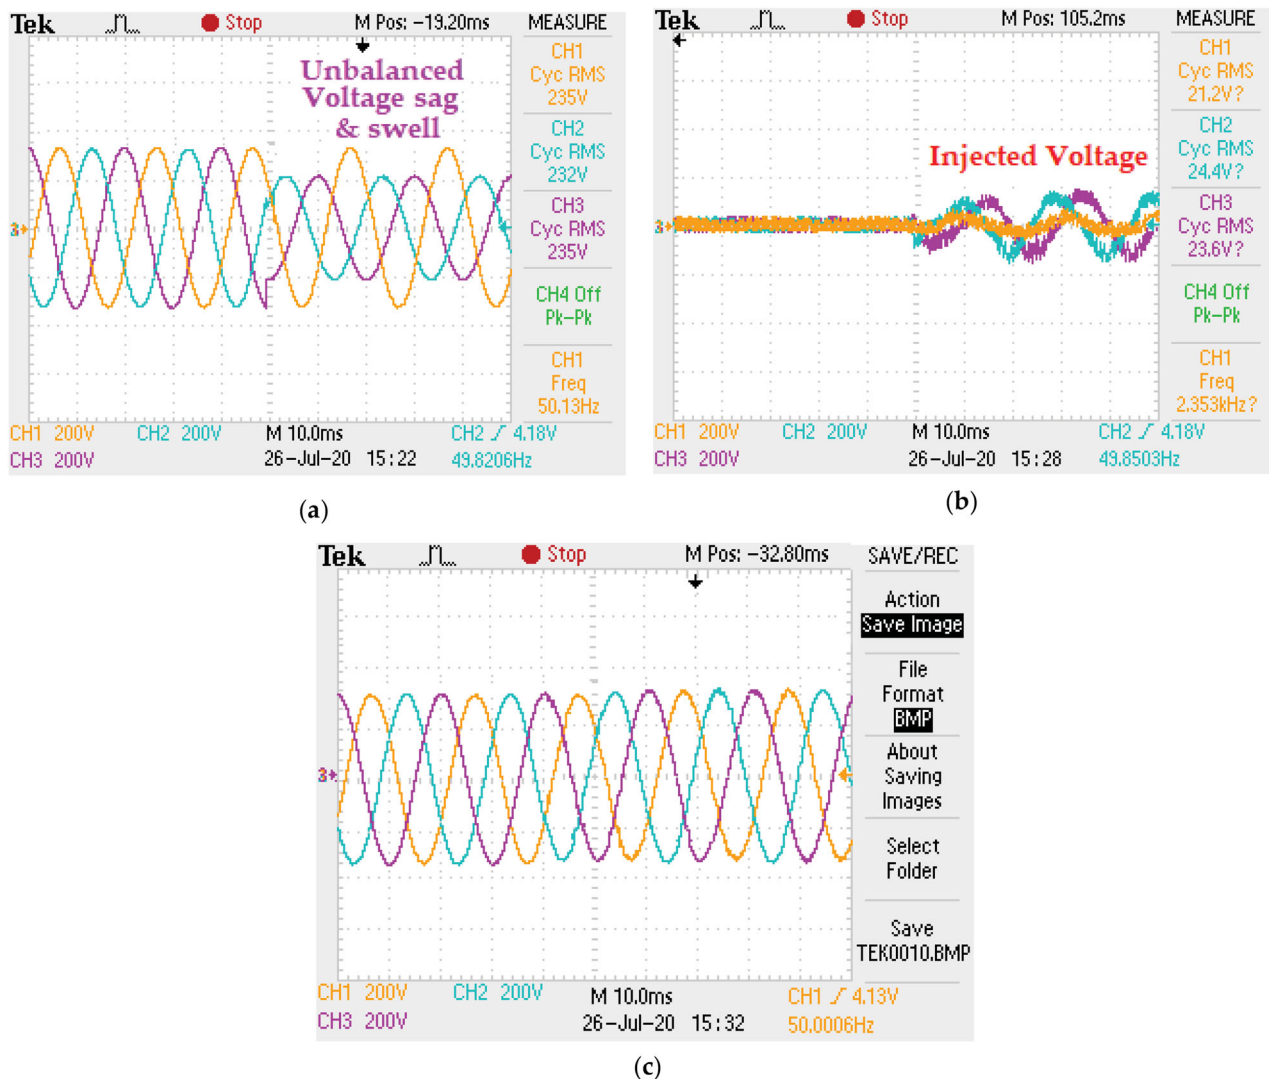 Tek Stop M Pos: -19.20ms MEASURE
CH1
Cyc RMS
235V
CH2
Cyc RMS
232V
CH3
Cyc RMS
235V
CH4 Off
Pk-Pk
CH1
Freq
50.13Hz
Unbalanced
Voltage sag
& swell
3
CH1 200V CH2 200V M 10.0ms CH2 4.18V
CH3 200V 26-Jul-20 15:22 49.8206Hz
(a)
Tek Stop M Pos: 105.2ms MEASURE
CH1
Cyc RMS
21.2V?
CH2
Cyc RMS
24.4V?
CH3
Cyc RMS
23.6V?
CH4 Off
Pk-Pk
CH1
Freq
2.353kHz?
Injected Voltage
3
CH1 200V CH2 200V M 10.0ms CH2 4.18V
CH3 200V 26-Jul-20 15:28 49.8503Hz
(b)
Tek Stop M Pos: -32.80ms SAVE/REC
Action
Save Image
File
Format
BMP
About
Saving
Images
Select
Folder
Save
TEK0010.BMP
3
CH1 200V CH2 200V M 10.0ms CH1 4.13V
CH3 200V 26-Jul-20 15:32 50.0006Hz
(c)